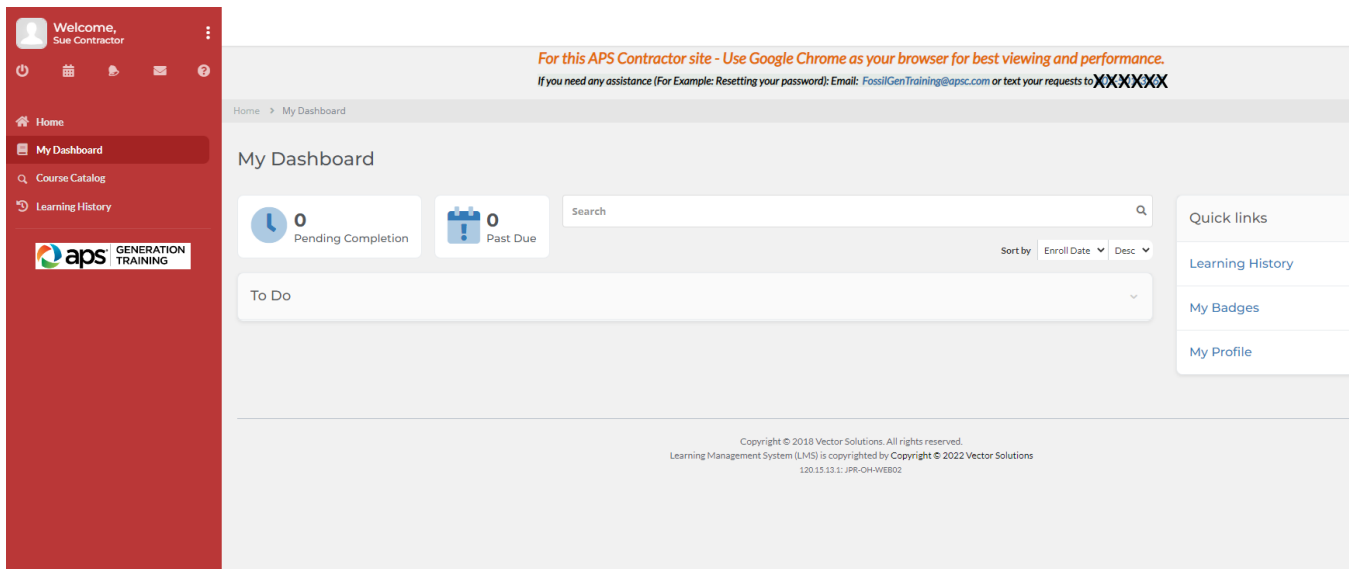 Welcome,
Sue Contractor
Home
My Dashboard
Course Catalog
Learning History
aps GENERATION
TRAINING
For this APS Contractor site - Use Google Chrome as your browser for best viewing and performance.
If you need any assistance (For Example: Resetting your password): Email: FossilGenTraining@apsc.com or text your requests to
Home > My Dashboard
My Dashboard
0
Pending Completion
0
Past Due
Search
Sort by Enroll Date Desc
To Do
Quick links
Learning History
My Badges
My Profile
Copyright © 2018 Vector Solutions. All rights reserved.
Learning Management System (LMS) is copyrighted by Copyright © 2022 Vector Solutions
120.15.13.1: JPR-OH-WEB02